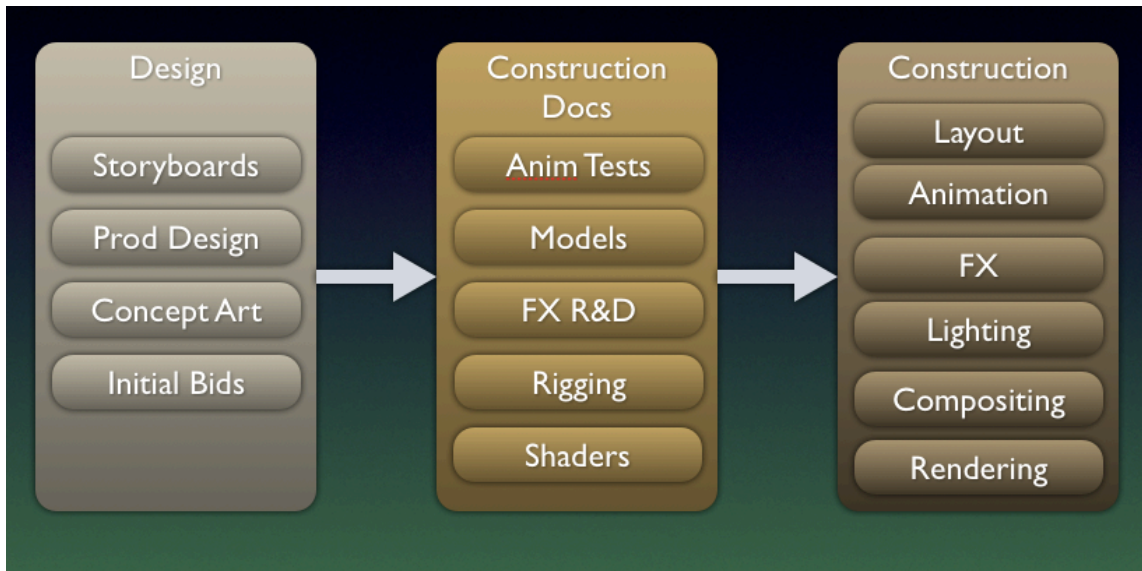 Design
Storyboards
Prod Design
Concept Art
Initial Bids
Construction
Docs
Anim Tests
Models
FX R&D
Rigging
Shaders
Construction
Layout
Animation
FX
Lighting
Compositing
Rendering